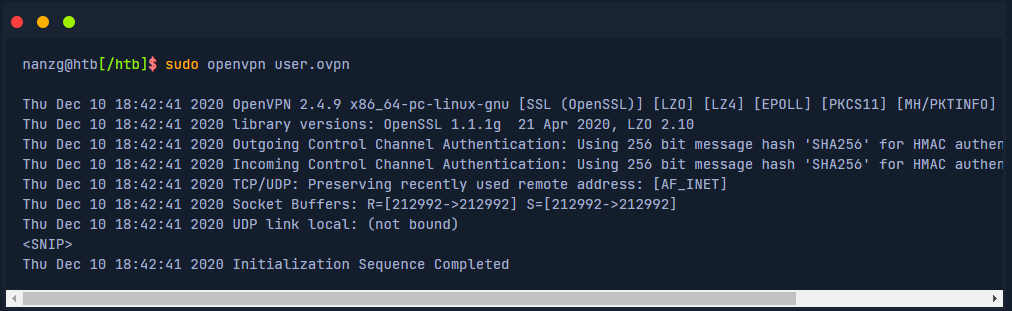 nanzg@htb[/htb]$ sudo openvpn user.ovpn
Thu Dec 10 18:42:41 2020 OpenVPN 2.4.9 x86_64-pc-linux-gnu [SSL (OpenSSL)] [LZO] [LZ4] [EPOLL] [PKCS11] [MH/PKTINFO]
Thu Dec 10 18:42:41 2020 library versions: OpenSSL 1.1.1g  21 Apr 2020, LZO 2.10
Thu Dec 10 18:42:41 2020 Outgoing Control Channel Authentication: Using 256 bit message hash 'SHA256' for HMAC authen
Thu Dec 10 18:42:41 2020 Incoming Control Channel Authentication: Using 256 bit message hash 'SHA256' for HMAC authen
Thu Dec 10 18:42:41 2020 TCP/UDP: Preserving recently used remote address: [AF_INET]
Thu Dec 10 18:42:41 2020 Socket Buffers: R=[212992->212992] S=[212992->212992]
Thu Dec 10 18:42:41 2020 UDP link local: (not bound)
<SNIP>
Thu Dec 10 18:42:41 2020 Initialization Sequence Completed